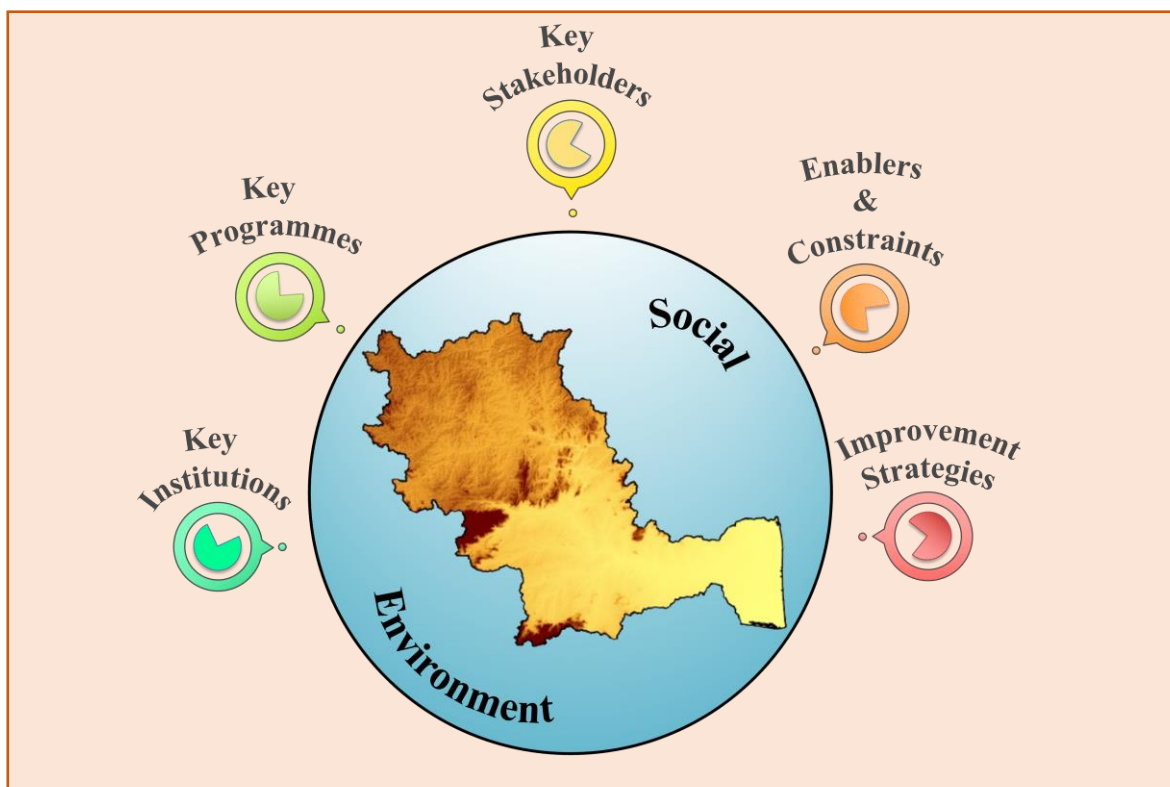 Key
Stakeholders
Key
Programmes
Enablers
&
Constraints
Key
Institutions
Improvement
Strategies
Social
Environment